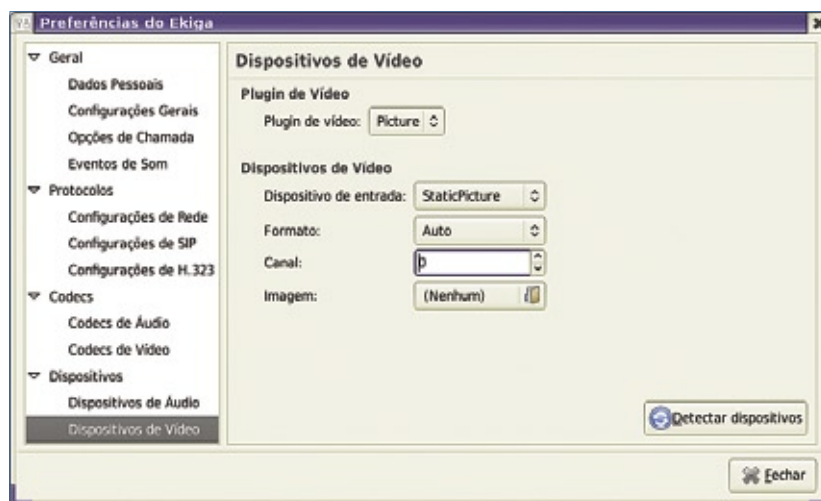 Preferências do Ekiga
Geral
Dados Pessoais
Configurações Gerais
Opções de Chamada
Eventos de Som
Protocolos
Configurações de Rede
Configurações de SIP
Configurações de H.323
Codecs
Codecs de Áudio
Codecs de Vídeo
Dispositivos
Dispositivos de Áudio
Dispositivos de Vídeo
Dispositivos de Vídeo
Plugin de Vídeo
Plugin de vídeo: Picture
Dispositivos de Vídeo
Dispositivo de entrada: StaticPicture
Formato: Auto
Canal: 0
Imagem: (Nenhum)
Detectar dispositivos
Fechar